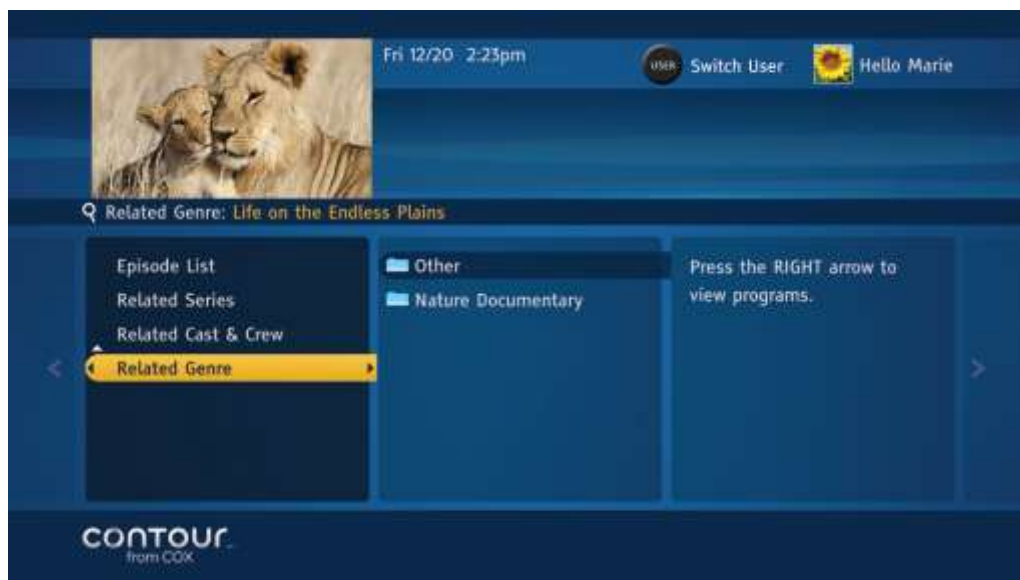 Fri 12/20 2:23pm
USER Switch User
Hello Marie
Related Genre: Life on the Endless Plains
Episode List
Related Series
Related Cast & Crew
Related Genre
Other
Nature Documentary
Press the RIGHT arrow to
view programs.
contour
from COX